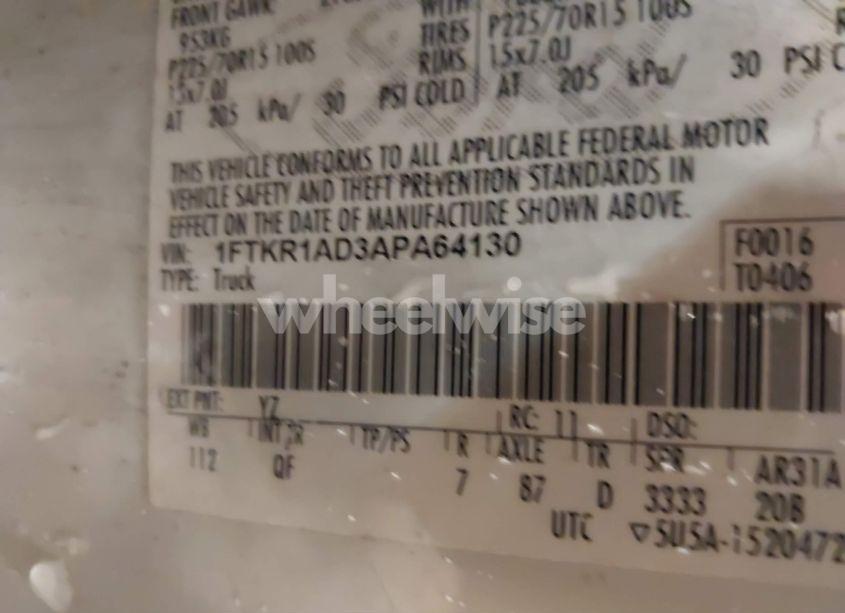 FRONT GAWR:
WITH
953KG
TIRES
P225/70R15 100S
P225/70R15 100S
RIMS
15x7.0J
15x7.0J
AT 205 kPa/ 30 PSI COLD
AT 205 kPa/ 30 PSI C
THIS VEHICLE CONFORMS TO ALL APPLICABLE FEDERAL MOTOR
VEHICLE SAFETY AND THEFT PREVENTION STANDARDS IN
EFFECT ON THE DATE OF MANUFACTURE SHOWN ABOVE.
VIN: 1FTKR1AD3APA64130
F0016
TYPE: Truck
T0406
wheelwise
EXT PNT: YZ
RC: 11
DSO:
WB INT TR TP/PS R AXLE TR SPR
AR31A
112 QF 7 87 D 3333 20B
UTC ▽5U5A-1520472